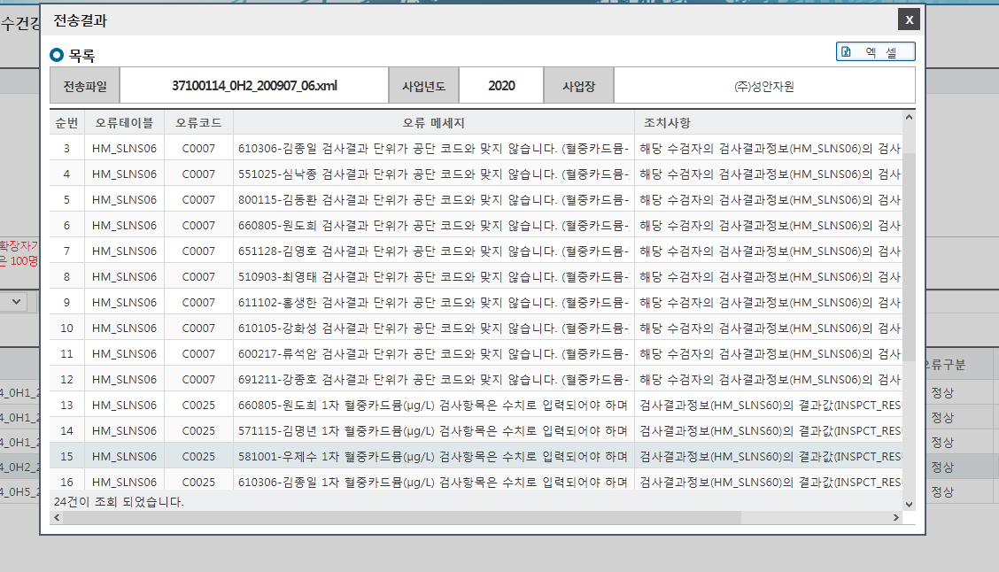 수건강
전송결과
X
목록
엑 셀
전송파일 37100114_0H2_200907_06.xml 사업년도 2020 사업장 (주)성안자원
순번 오류테이블 오류코드 오류 메세지 조치사항
3 HM_SLNS06 C0007 610306-김종일 검사결과 단위가 공단 코드와 맞지 않습니다. (혈중카드뮴- 해당 수검자의 검사결과정보(HM_SLNS06)의 검사
4 HM_SLNS06 C0007 551025-심낙종 검사결과 단위가 공단 코드와 맞지 않습니다. (혈중카드뮴- 해당 수검자의 검사결과정보(HM_SLNS06)의 검사
5 HM_SLNS06 C0007 800115-김동환 검사결과 단위가 공단 코드와 맞지 않습니다. (혈중카드뮴- 해당 수검자의 검사결과정보(HM_SLNS06)의 검사
6 HM_SLNS06 C0007 660805-원도희 검사결과 단위가 공단 코드와 맞지 않습니다. (혈중카드뮴- 해당 수검자의 검사결과정보(HM_SLNS06)의 검사
7 HM_SLNS06 C0007 651128-김영호 검사결과 단위가 공단 코드와 맞지 않습니다. (혈중카드뮴- 해당 수검자의 검사결과정보(HM_SLNS06)의 검사
8 HM_SLNS06 C0007 510903-최영태 검사결과 단위가 공단 코드와 맞지 않습니다. (혈중카드뮴- 해당 수검자의 검사결과정보(HM_SLNS06)의 검사
9 HM_SLNS06 C0007 611102-홍생한 검사결과 단위가 공단 코드와 맞지 않습니다. (혈중카드뮴- 해당 수검자의 검사결과정보(HM_SLNS06)의 검사
10 HM_SLNS06 C0007 610105-강화성 검사결과 단위가 공단 코드와 맞지 않습니다. (혈중카드뮴- 해당 수검자의 검사결과정보(HM_SLNS06)의 검사
11 HM_SLNS06 C0007 600217-류석암 검사결과 단위가 공단 코드와 맞지 않습니다. (혈중카드뮴- 해당 수검자의 검사결과정보(HM_SLNS06)의 검사
12 HM_SLNS06 C0007 691211-강종호 검사결과 단위가 공단 코드와 맞지 않습니다. (혈중카드뮴- 해당 수검자의 검사결과정보(HM_SLNS06)의 검사
13 HM_SLNS06 C0025 660805-원도희 1차 혈중카드뮴(μg/L) 검사항목은 수치로 입력되어야 하며 검사결과정보(HM_SLNS60)의 결과값(INSPCT_RES
14 HM_SLNS06 C0025 571115-김명년 1차 혈중카드뮴(μg/L) 검사항목은 수치로 입력되어야 하며 검사결과정보(HM_SLNS60)의 결과값(INSPCT_RES
15 HM_SLNS06 C0025 581001-우제수 1차 혈중카드뮴(μg/L) 검사항목은 수치로 입력되어야 하며 검사결과정보(HM_SLNS60)의 결과값(INSPCT_RES
16 HM_SLNS06 C0025 610306-김종일 1차 혈중카드뮴(μg/L) 검사항목은 수치로 입력되어야 하며 검사결과정보(HM_SLNS60)의 결과값(INSPCT_RES
24건이 조회 되었습니다.
확장자가
은 100명
오류구분
4_0H1_2 정상
4_0H1_2 정상
4_0H1_2 정상
4_0H2_2 정상
4_0H5_2 정상